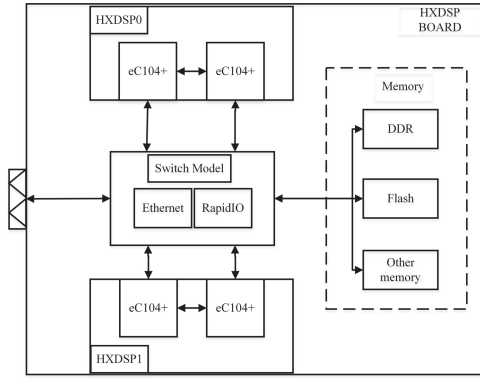 HXDSP0
HXDSP
BOARD
eC104+
eC104+
Memory
DDR
Switch Model
Ethernet
RapidIO
Flash
Other
memory
eC104+
eC104+
HXDSP1